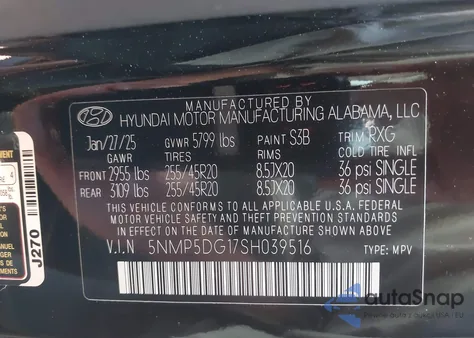 MANUFACTURED BY
HYUNDAI MOTOR MANUFACTURING ALABAMA, LLC
Jan/27/25 GVWR 5799 lbs PAINT S3B TRIM RXG
GAWR TIRES RIMS COLD TIRE INFL
FRONT 2955 lbs 255/45R20 8.5JX20 36 psi SINGLE
REAR 3109 lbs 255/45R20 8.5JX20 36 psi SINGLE
THIS VEHICLE CONFORMS TO ALL APPLICABLE
U.S. FEDERAL MOTOR VEHICLE SAFETY STANDARDS
IN EFFECT ON THE DATE OF MANUFACTURE SHOWN ABOVE.
V.I.N 5NMP5DG17SH039516 TYPE: MPV
J270
autoSnap